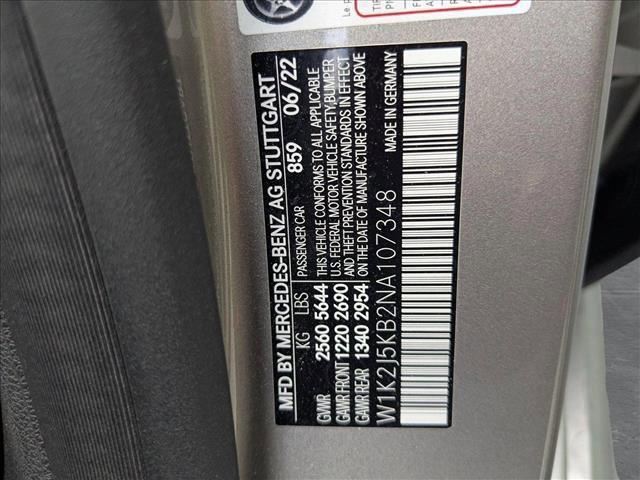 MFD BY MERCEDES-BENZ AG STUTTGART
PASSENGER CAR 859 06/22
KG LBS
GVWR 2560 5644
GAWR FRONT 1220 2690
GAWR REAR 1340 2954
THIS VEHICLE CONFORMS TO ALL APPLICABLE
U.S. FEDERAL MOTOR VEHICLE SAFETY,BUMPER
AND THEFT PREVENTION STANDARDS IN EFFECT
ON THE DATE OF MANUFACTURE SHOWN ABOVE
MADE IN GERMANY
W1K2J5KB2NA107348